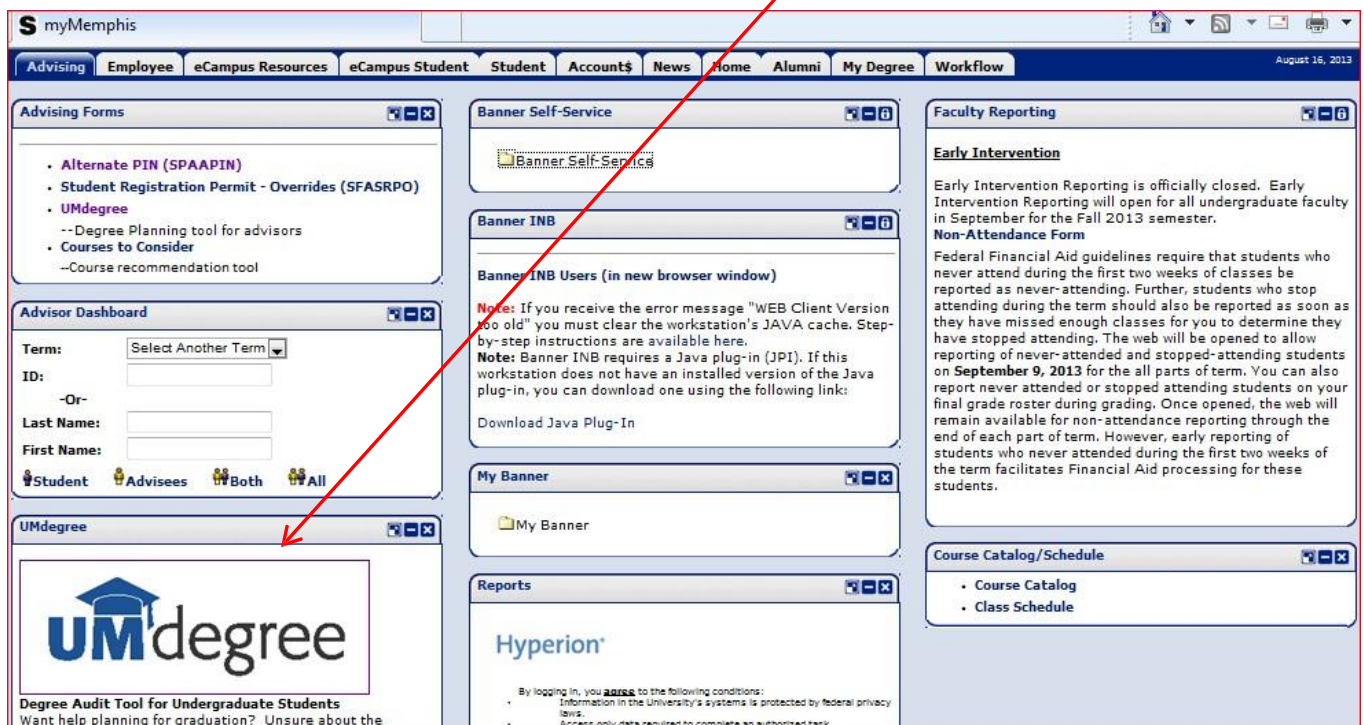 S myMemphis
Advising Employee eCampus Resources eCampus Student Student Account$ News Home Alumni My Degree Workflow August 16, 2013
Advising Forms
• Alternate PIN (SPAAPIN)
• Student Registration Permit - Overrides (SFASRPO)
• UMdegree
--Degree Planning tool for advisors
• Courses to Consider
--Course recommendation tool
Advisor Dashboard
Term: Select Another Term
ID:
-Or-
Last Name:
First Name:
Student Advisees Both All
UMdegree
UMdegree
Degree Audit Tool for Undergraduate Students
Want help planning for graduation? Unsure about the
Banner Self-Service
Banner Self-Service
Banner INB
Banner INB Users (in new browser window)
Note: If you receive the error message "WEB Client Version
too old" you must clear the workstation's JAVA cache. Step-
by-step instructions are available here.
Note: Banner INB requires a Java plug-in (JPI). If this
workstation does not have an installed version of the Java
plug-in, you can download one using the following link:
Download Java Plug-In
My Banner
My Banner
Reports
Hyperion
By logging in, you agree to the following conditions:
• Information in the University's systems is protected by federal privacy
laws.
• Access only data required to complete an authorized task
Faculty Reporting
Early Intervention
Early Intervention Reporting is officially closed. Early
Intervention Reporting will open for all undergraduate faculty
in September for the Fall 2013 semester.
Non-Attendance Form
Federal Financial Aid guidelines require that students who
never attend during the first two weeks of classes be
reported as never-attending. Further, students who stop
attending during the term should also be reported as soon as
they have missed enough classes for you to determine they
have stopped attending. The web will be opened to allow
reporting of never-attended and stopped-attending students
on September 9, 2013 for the all parts of term. You can also
report never attended or stopped attending students on your
final grade roster during grading. Once opened, the web will
remain available for non-attendance reporting through the
end of each part of term. However, early reporting of
students who never attended during the first two weeks of
the term facilitates Financial Aid processing for these
students.
Course Catalog/Schedule
• Course Catalog
• Class Schedule